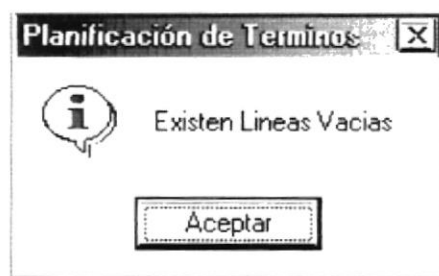 Planificación de Terminos
Existen Lineas Vacias
Aceptar